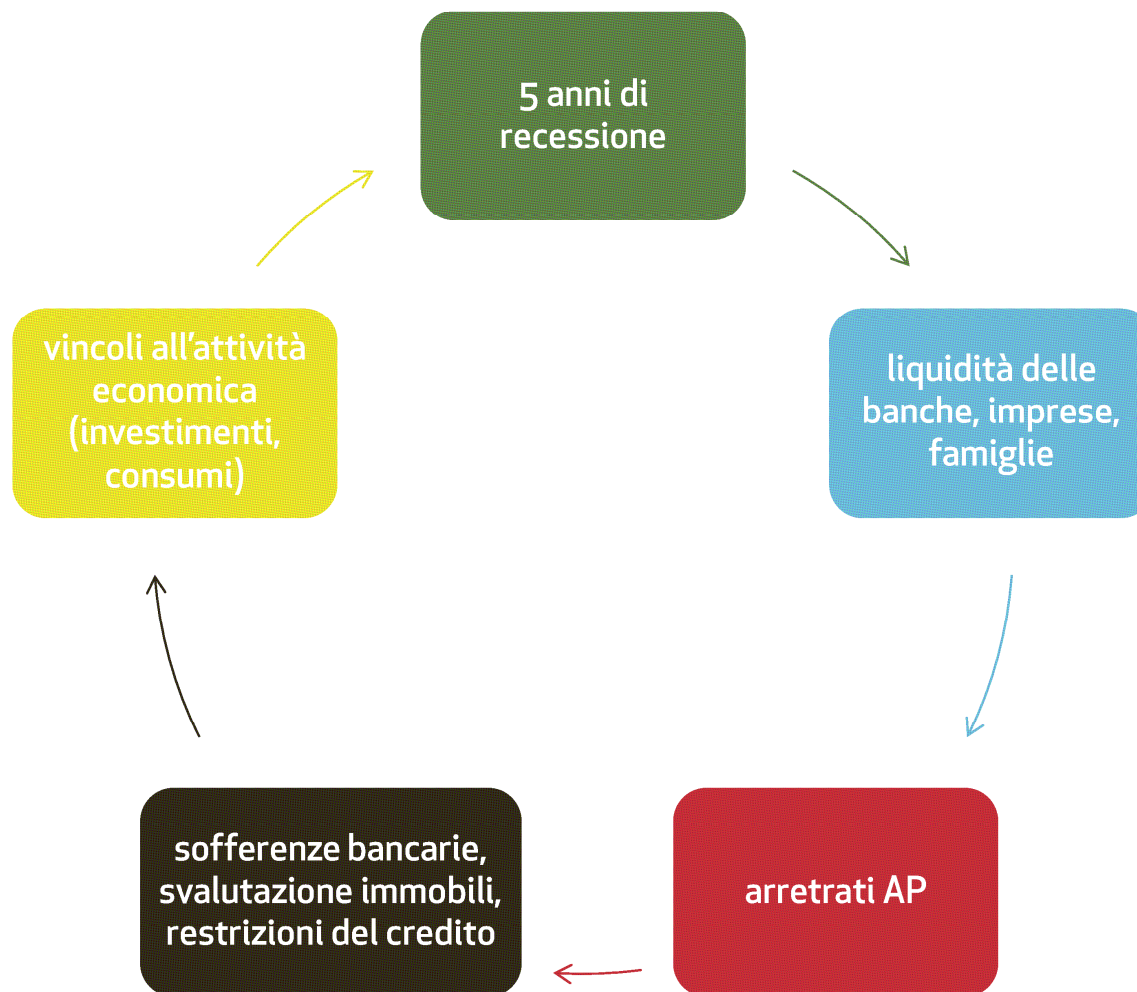 5 anni di
recessione
liquidità delle
banche, imprese,
famiglie
arretrati AP
sofferenze bancarie,
svalutazione immobili,
restrizioni del credito
vincoli all'attività
economica
(investimenti,
consumi)